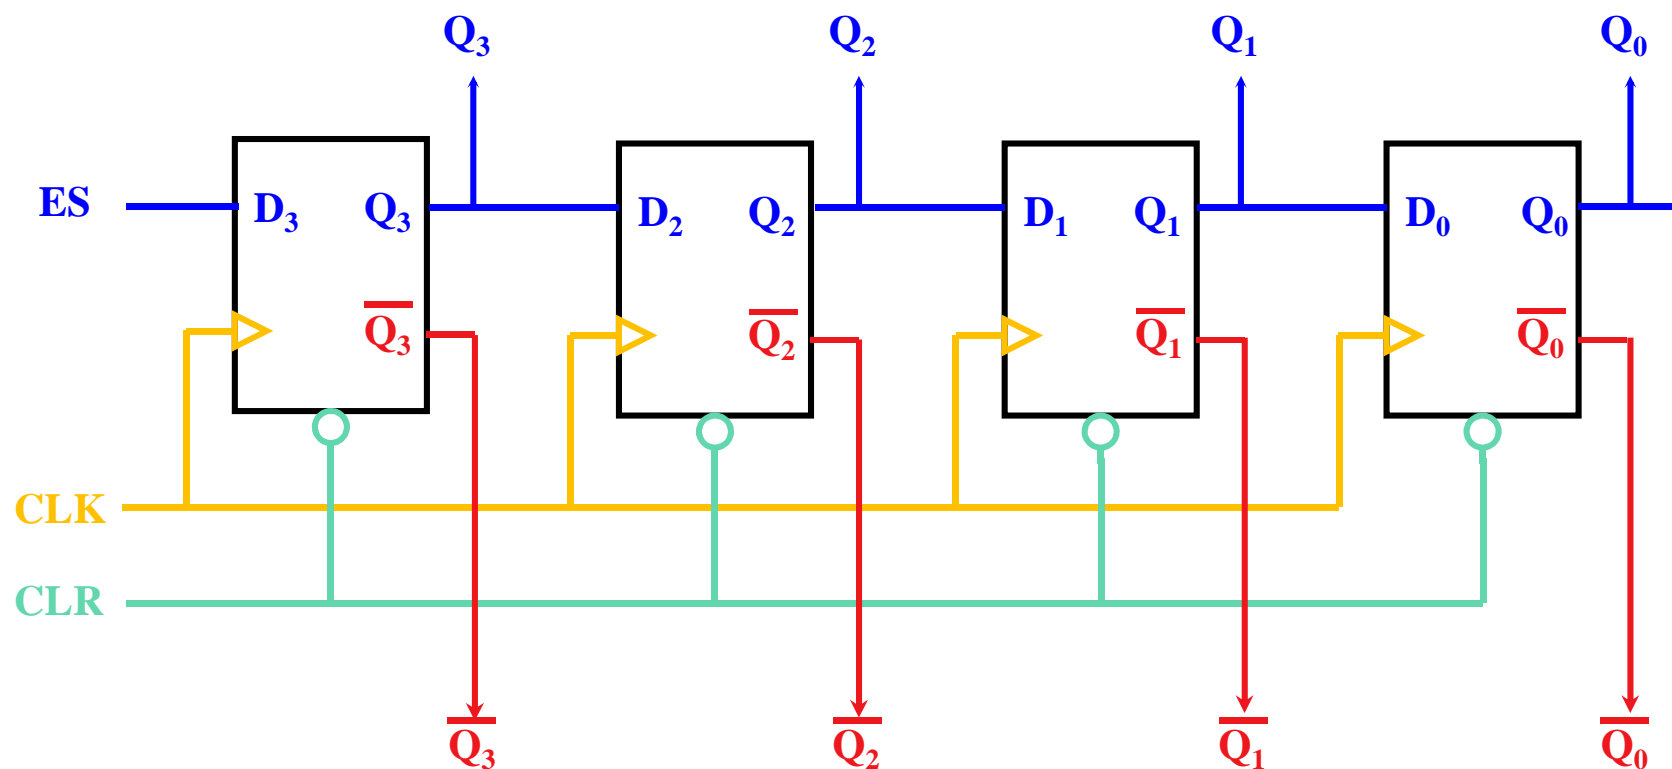 Q₃ Q₂ Q₁ Q₀
ES D₃ Q₃ D₂ Q₂ D₁ Q₁ D₀ Q₀
Q̅₃ Q̅₂ Q̅₁ Q̅₀
CLK
CLR
Q̅₃ Q̅₂ Q̅₁ Q̅₀